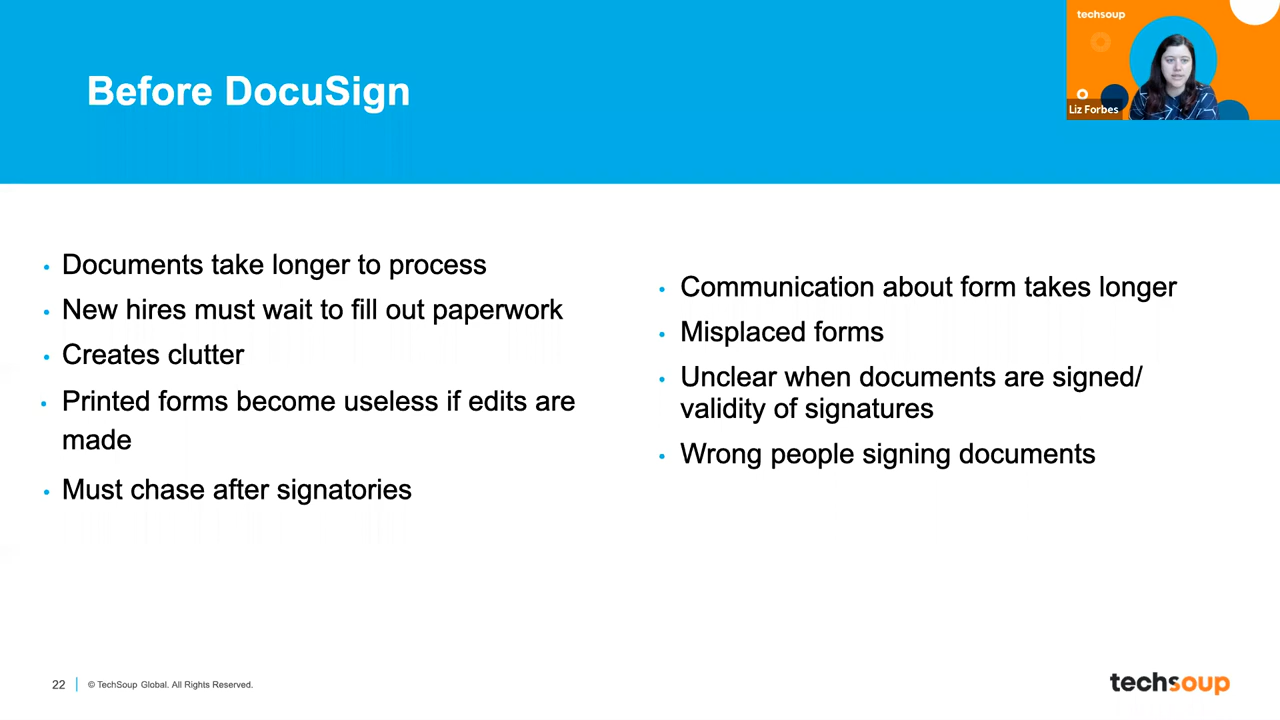 techsoup
Liz Forbes
Before DocuSign
Documents take longer to process
New hires must wait to fill out paperwork
Creates clutter
Printed forms become useless if edits are
made
Must chase after signatories
Communication about form takes longer
Misplaced forms
Unclear when documents are signed/
validity of signatures
Wrong people signing documents
22
© TechSoup Global. All Rights Reserved.
techsoup